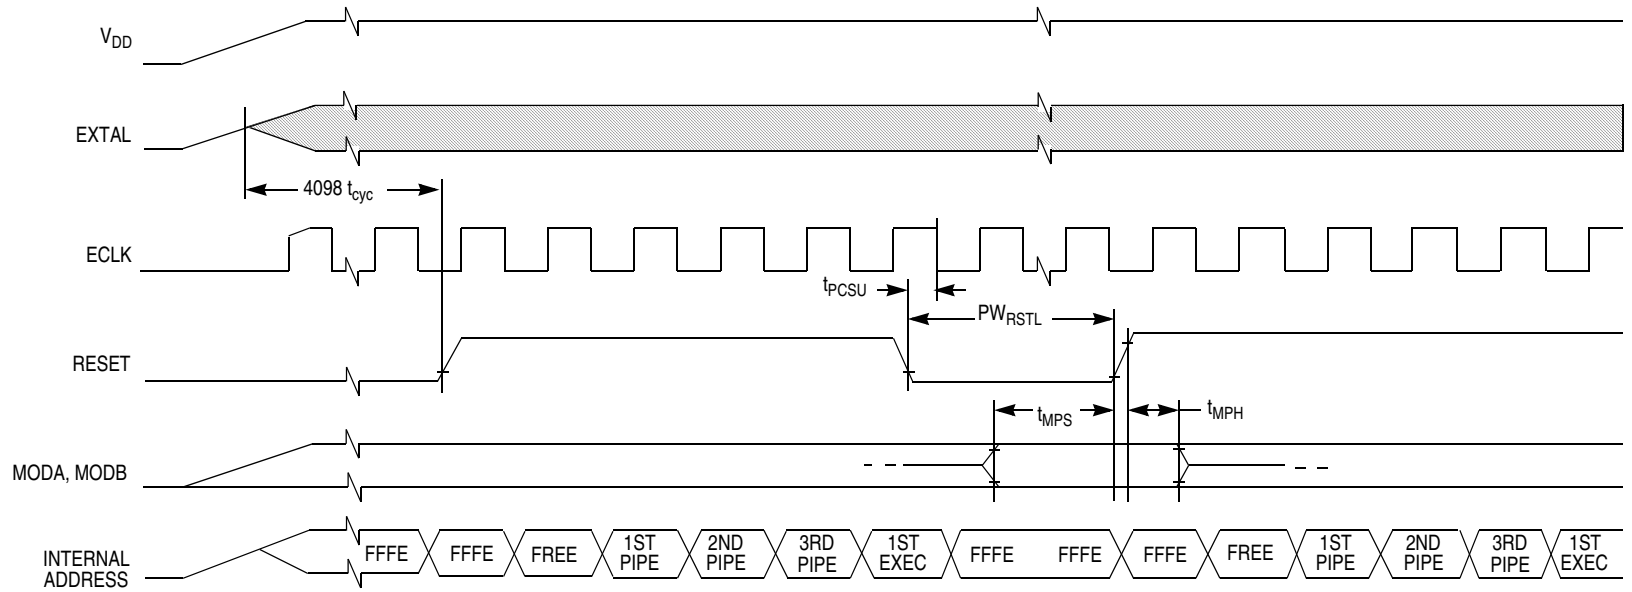 VDD
EXTAL
4098 tcyc
ECLK
tPCSU
PWRSTL
RESET
tMPS
tMPH
MODA, MODB
INTERNAL
ADDRESS
FFFE
FFFE
FREE
1ST
PIPE
2ND
PIPE
3RD
PIPE
1ST
EXEC
FFFE
FFFE
FFFE
FREE
1ST
PIPE
2ND
PIPE
3RD
PIPE
1ST
EXEC